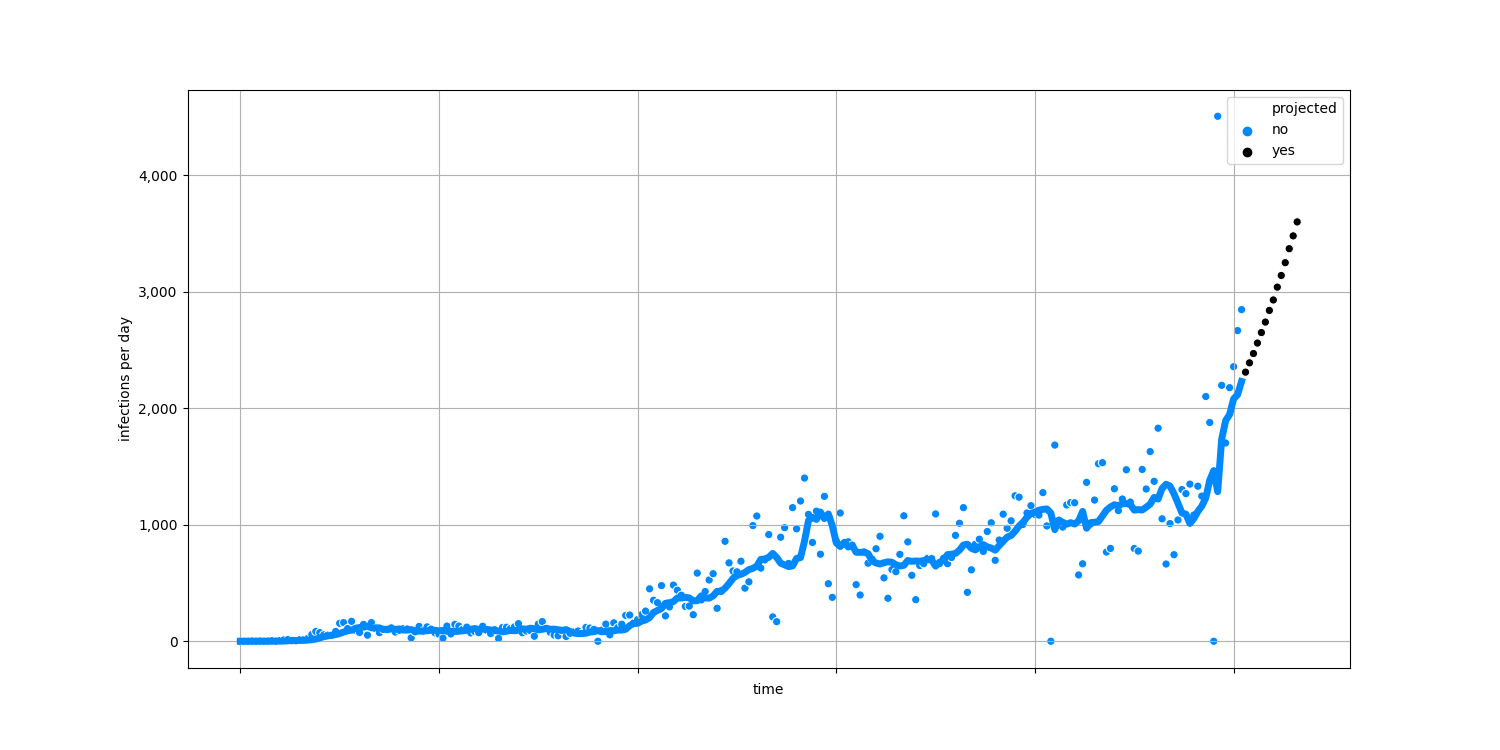 projected
no
yes
4,000
3,000
2,000
1,000
0
infections per day
time